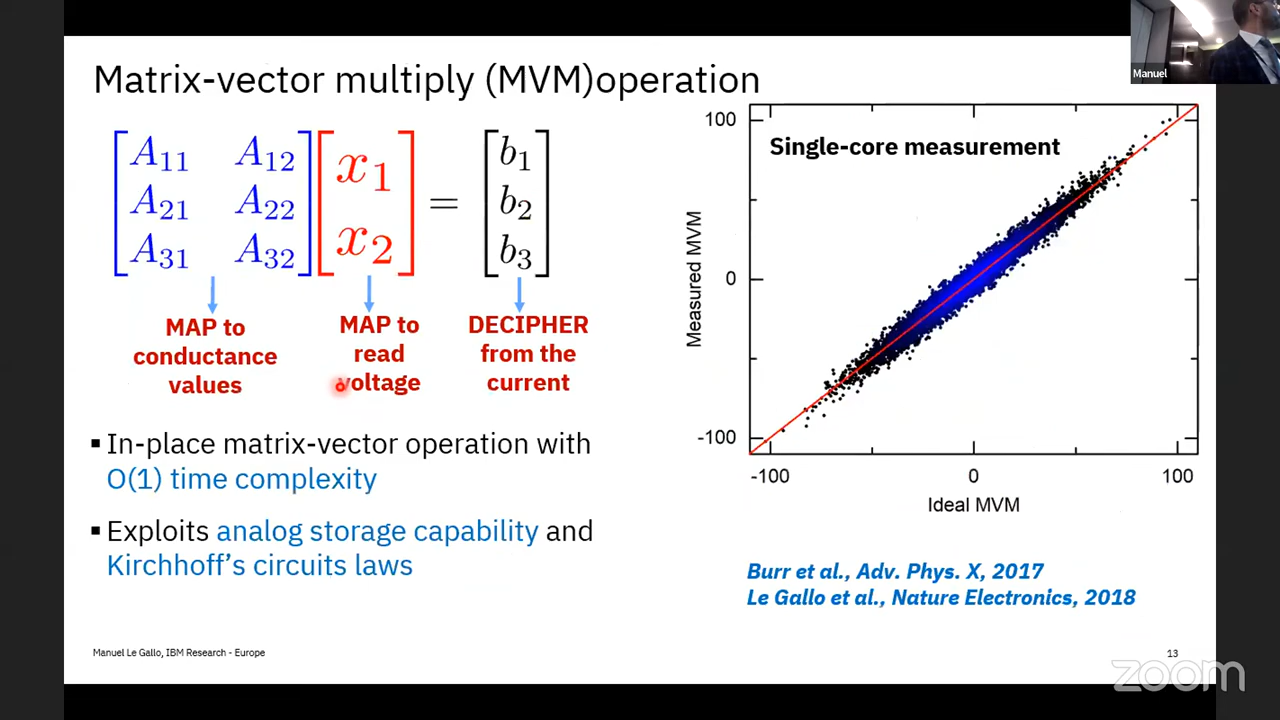 Manuel
Matrix-vector multiply (MVM)operation
A11 A12
A21 A22
A31 A32
x1
x2
=
b1
b2
b3
MAP to
conductance
values
MAP to
read
voltage
DECIPHER
from the
current
▪ In-place matrix-vector operation with
O(1) time complexity
▪ Exploits analog storage capability and
Kirchhoff's circuits laws
Single-core measurement
Measured MVM
100
0
-100
-100 0 100
Ideal MVM
Burr et al., Adv. Phys. X, 2017
Le Gallo et al., Nature Electronics, 2018
Manuel Le Gallo, IBM Research - Europe
13
zoom